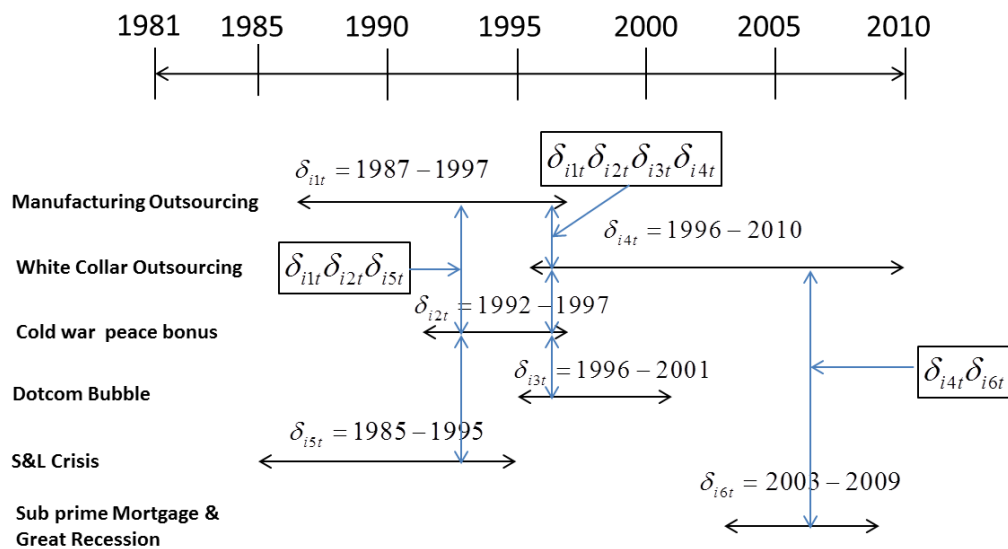 1981 1985 1990 1995 2000 2005 2010
δi1t = 1987 – 1997
δi1tδi2tδi3tδi4t
Manufacturing Outsourcing
δi4t = 1996 – 2010
White Collar Outsourcing
δi1tδi2tδi5t
δi2t = 1992 – 1997
Cold war peace bonus
δi3t = 1996 – 2001
δi4tδi6t
Dotcom Bubble
δi5t = 1985 – 1995
S&L Crisis
δi6t = 2003 – 2009
Sub prime Mortgage &
Great Recession